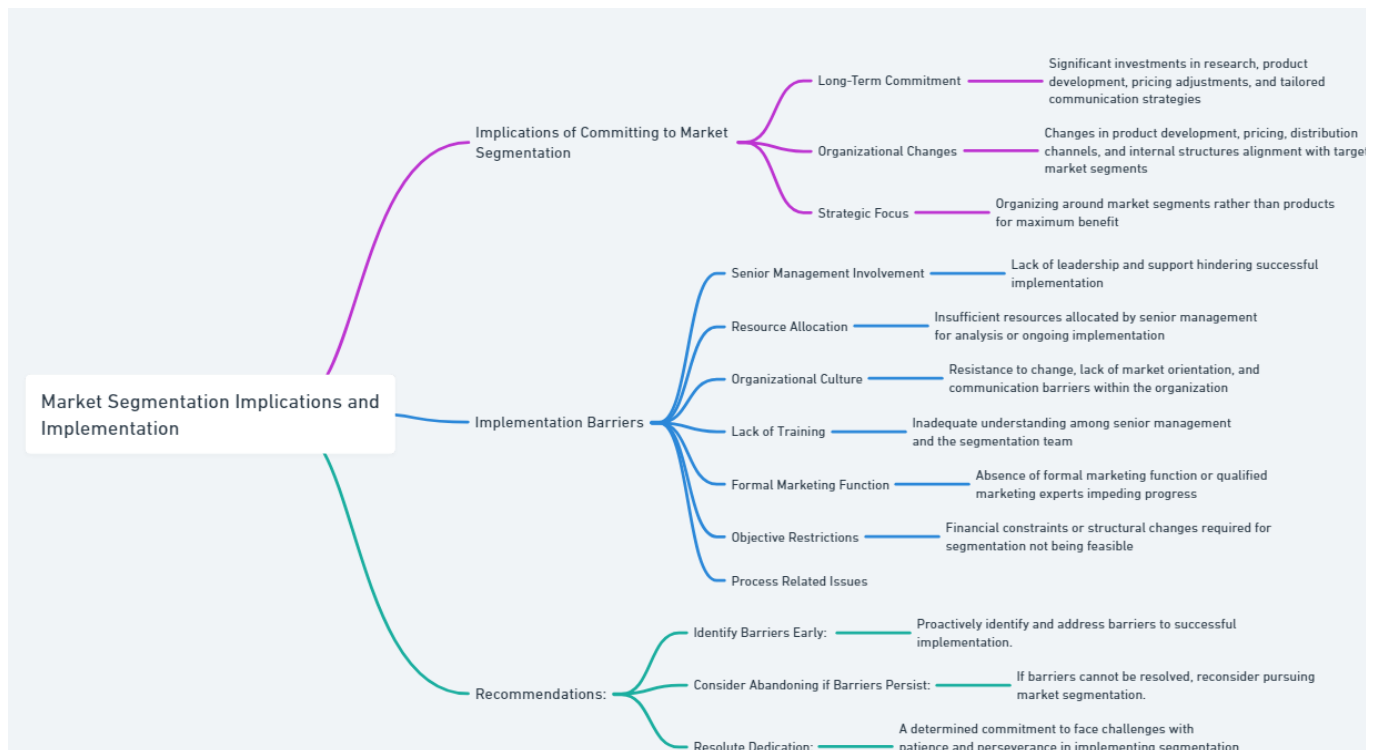 Market Segmentation Implications and
Implementation
Implications of Committing to Market
Segmentation
Long-Term Commitment
Significant investments in research, product
development, pricing adjustments, and tailored
communication strategies
Organizational Changes
Changes in product development, pricing, distribution
channels, and internal structures alignment with target
market segments
Strategic Focus
Organizing around market segments rather than products
for maximum benefit
Implementation Barriers
Senior Management Involvement
Lack of leadership and support hindering successful
implementation
Resource Allocation
Insufficient resources allocated by senior management
for analysis or ongoing implementation
Organizational Culture
Resistance to change, lack of market orientation, and
communication barriers within the organization
Lack of Training
Inadequate understanding among senior management
and the segmentation team
Formal Marketing Function
Absence of formal marketing function or qualified
marketing experts impeding progress
Objective Restrictions
Financial constraints or structural changes required for
segmentation not being feasible
Process Related Issues
Recommendations:
Identify Barriers Early:
Proactively identify and address barriers to successful
implementation.
Consider Abandoning if Barriers Persist:
If barriers cannot be resolved, reconsider pursuing
market segmentation.
Resolute Dedication:
A determined commitment to face challenges with
patience and perseverance in implementing segmentation